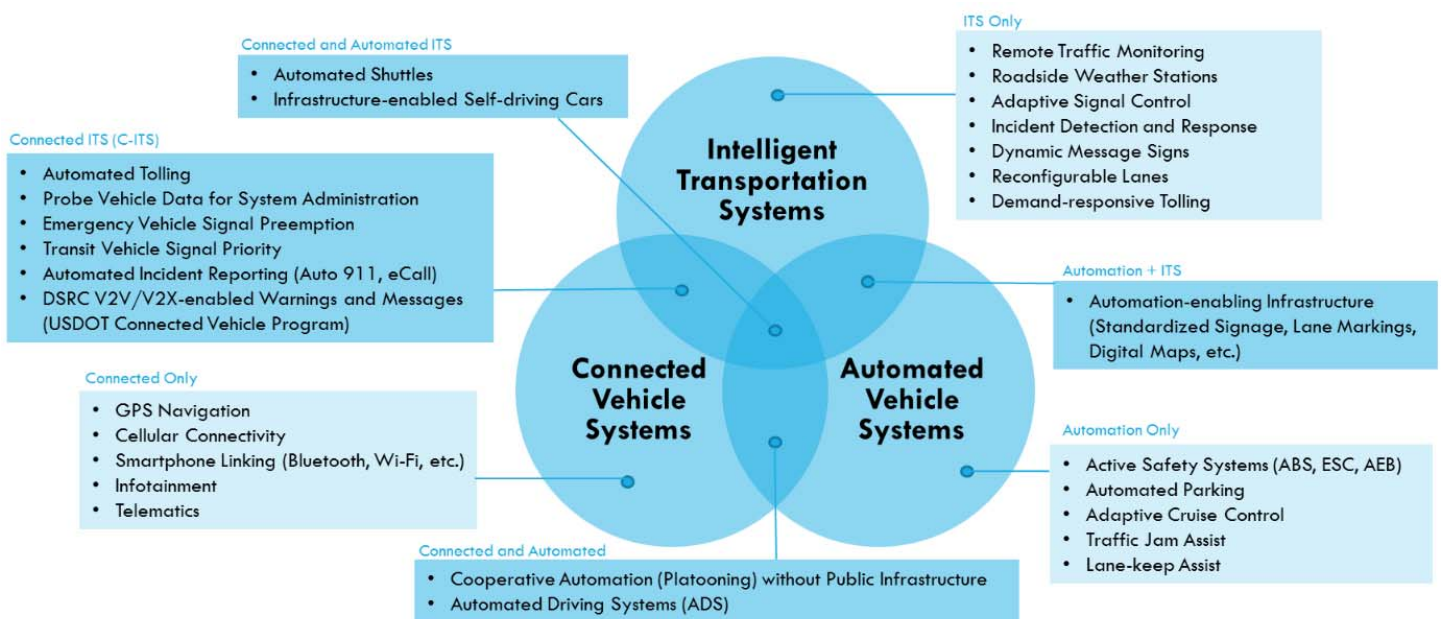 Connected and Automated ITS
• Automated Shuttles
• Infrastructure-enabled Self-driving Cars
ITS Only
• Remote Traffic Monitoring
• Roadside Weather Stations
• Adaptive Signal Control
• Incident Detection and Response
• Dynamic Message Signs
• Reconfigurable Lanes
• Demand-responsive Tolling
Connected ITS (C-ITS)
• Automated Tolling
• Probe Vehicle Data for System Administration
• Emergency Vehicle Signal Preemption
• Transit Vehicle Signal Priority
• Automated Incident Reporting (Auto 911, eCall)
• DSRC V2V/V2X-enabled Warnings and Messages
(USDOT Connected Vehicle Program)
Intelligent
Transportation
Systems
Automation + ITS
• Automation-enabling Infrastructure
(Standardized Signage, Lane Markings,
Digital Maps, etc.)
Connected
Vehicle
Systems
Automated
Vehicle
Systems
Connected Only
• GPS Navigation
• Cellular Connectivity
• Smartphone Linking (Bluetooth, Wi-Fi, etc.)
• Infotainment
• Telematics
Automation Only
• Active Safety Systems (ABS, ESC, AEB)
• Automated Parking
• Adaptive Cruise Control
• Traffic Jam Assist
• Lane-keep Assist
Connected and Automated
• Cooperative Automation (Platooning) without Public Infrastructure
• Automated Driving Systems (ADS)